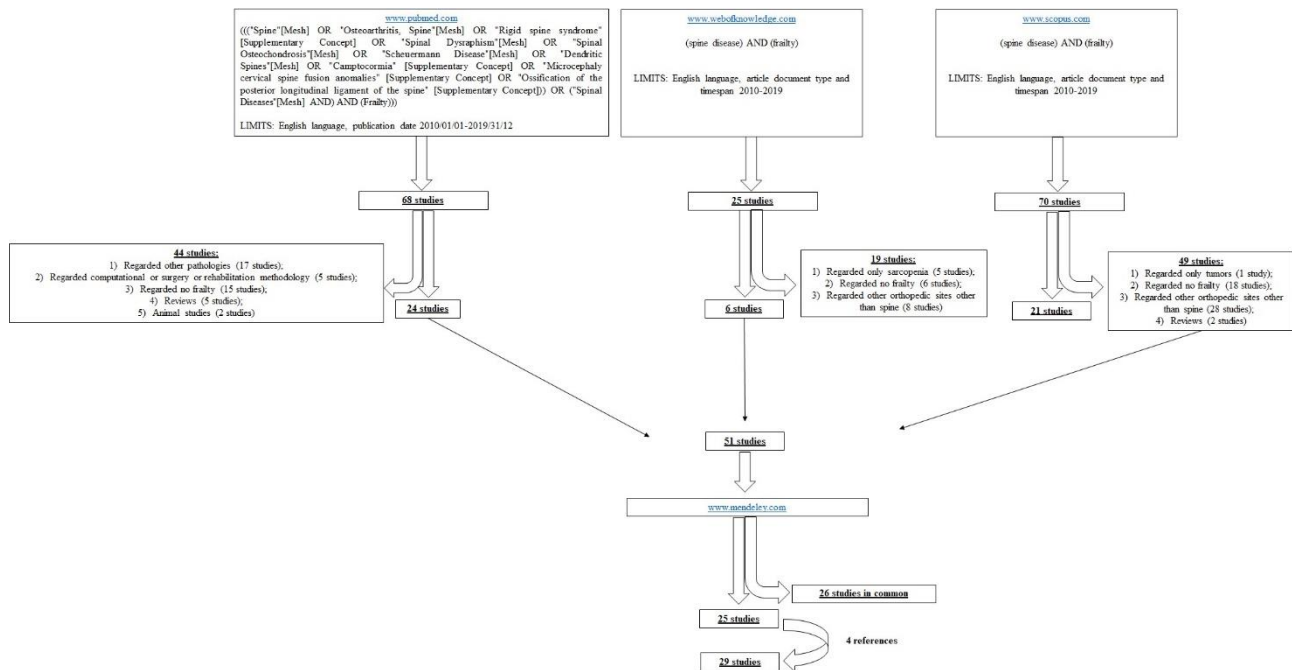 www.pubmed.com
((("Spine"[Mesh] OR "Osteoarthritis, Spine"[Mesh] OR "Rigid spine syndrome"
[Supplementary Concept] OR "Spinal Dysraphism"[Mesh] OR "Spinal
Osteochondrosis"[Mesh] OR "Scheuermann Disease"[Mesh] OR "Dendritic
Spines"[Mesh] OR "Camptocormia" [Supplementary Concept] OR "Microcephaly
cervical spine fusion anomalies" [Supplementary Concept] OR "Ossification of the
posterior longitudinal ligament of the spine" [Supplementary Concept])) OR ("Spinal
Diseases"[Mesh] AND) AND (Frailty)))
LIMITS: English language, publication date 2010/01/01-2019/31/12
www.webofknowledge.com
(spine disease) AND (frailty)
LIMITS: English language, article document type and
timespan 2010-2019
www.scopus.com
(spine disease) AND (frailty)
LIMITS: English language, article document type and
timespan 2010-2019
68 studies
25 studies
70 studies
44 studies:
1) Regarded other pathologies (17 studies);
2) Regarded computational or surgery or rehabilitation methodology (5 studies);
3) Regarded no frailty (15 studies);
4) Reviews (5 studies);
5) Animal studies (2 studies)
24 studies
19 studies:
1) Regarded only sarcopenia (5 studies);
2) Regarded no frailty (6 studies);
3) Regarded other orthopedic sites other
than spine (8 studies)
6 studies
49 studies:
1) Regarded only tumors (1 study);
2) Regarded no frailty (18 studies);
3) Regarded other orthopedic sites other
than spine (28 studies);
4) Reviews (2 studies)
21 studies
51 studies
www.mendeley.com
26 studies in common
25 studies
4 references
29 studies